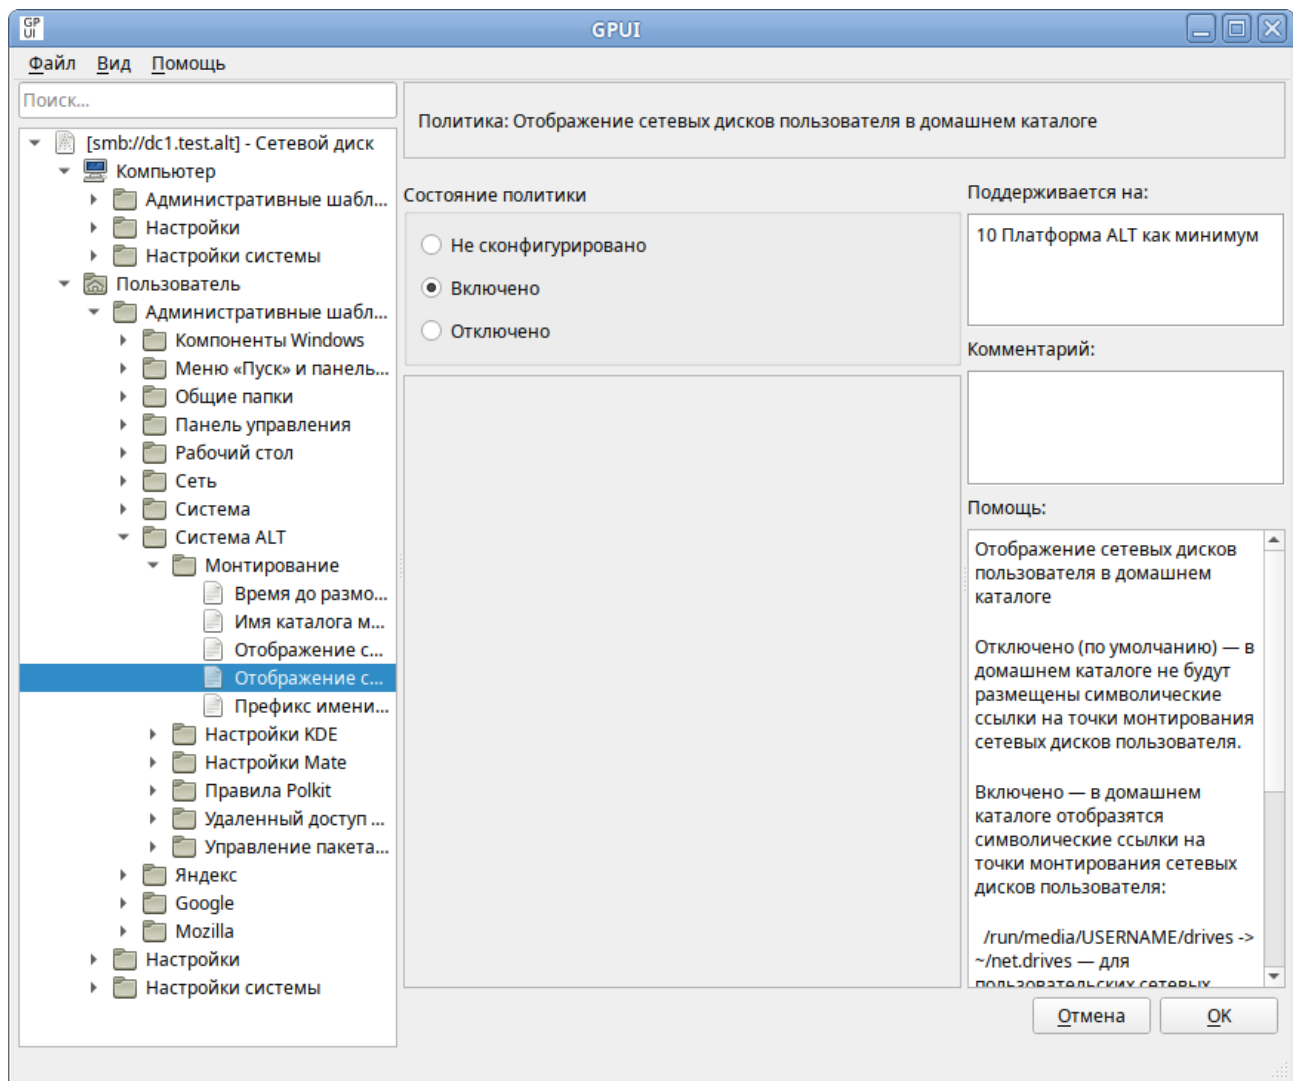 GP
UI
GPUI
Файл Вид Помощь
Поиск...
[smb://dc1.test.alt] - Сетевой диск
Компьютер
Административные шабл...
Настройки
Настройки системы
Пользователь
Административные шабл...
Компоненты Windows
Меню «Пуск» и панель...
Общие папки
Панель управления
Рабочий стол
Сеть
Система
Система ALT
Монтирование
Время до размо...
Имя каталога м...
Отображение с...
Отображение с...
Префикс имени...
Настройки KDE
Настройки Mate
Правила Polkit
Удаленный доступ ...
Управление пакета...
Яндекс
Google
Mozilla
Настройки
Настройки системы
Политика: Отображение сетевых дисков пользователя в домашнем каталоге
Состояние политики
Не сконфигурировано
Включено
Отключено
Поддерживается на:
10 Платформа ALT как минимум
Комментарий:
Помощь:
Отображение сетевых дисков
пользователя в домашнем
каталоге
Отключено (по умолчанию) — в
домашнем каталоге не будут
размещены символические
ссылки на точки монтирования
сетевых дисков пользователя.
Включено — в домашнем
каталоге отобразятся
символические ссылки на
точки монтирования сетевых
дисков пользователя:
/run/media/USERNAME/drives ->
~/net.drives — для
пользовательских сетевых
Отмена
OK